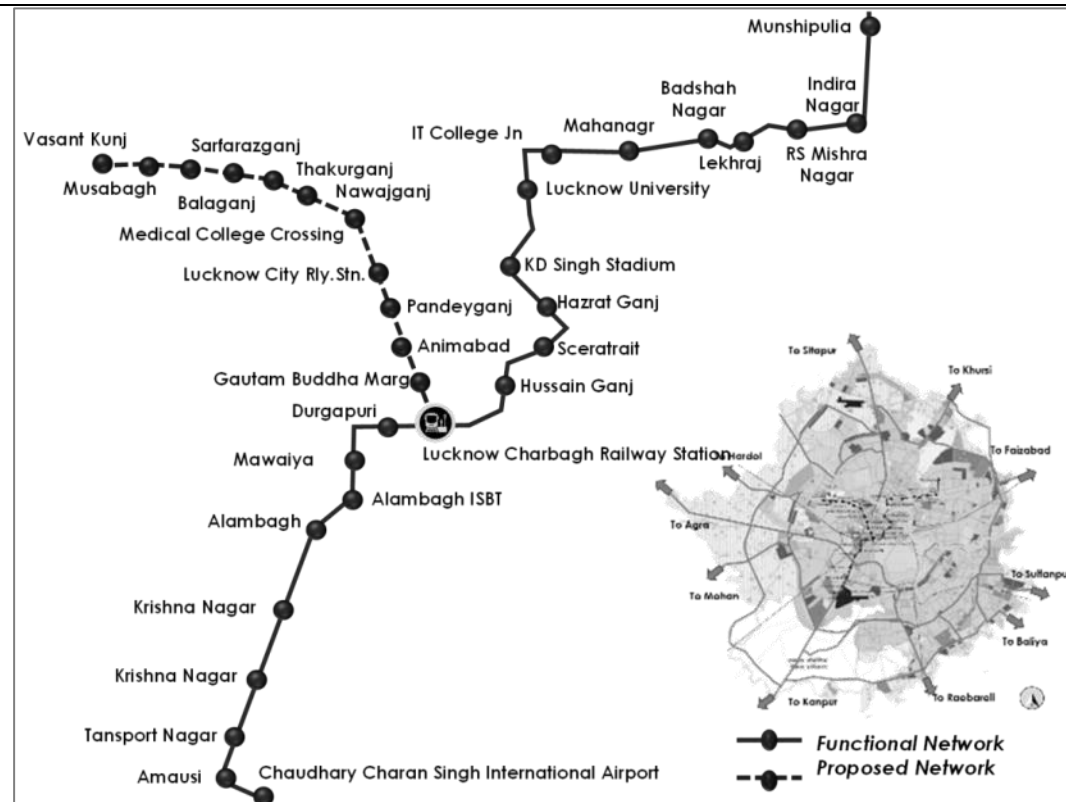 Munshipulia
Indira
Nagar
Badshah
Nagar
Mahanagr
IT College Jn
Lekhraj
RS Mishra
Nagar
Lucknow University
Vasant Kunj
Sarfarazganj
Thakurganj
Musabagh
Nawajganj
Balaganj
Medical College Crossing
Lucknow City Rly.Stn.
KD Singh Stadium
Pandeyganj
Hazrat Ganj
Animabad
Sceratrait
Gautam Buddha Marg
Hussain Ganj
Durgapuri
Lucknow Charbagh Railway Station
Mawaiya
Alambagh ISBT
Alambagh
Krishna Nagar
Krishna Nagar
Tansport Nagar
Amausi
Chaudhary Charan Singh International Airport
To Sitapur
To Khursi
To Faizabad
Hardoi
To Agra
To Mohan
To Sultanpu
To Baliya
To Kanpur
To Raebareli
Functional Network
Proposed Network